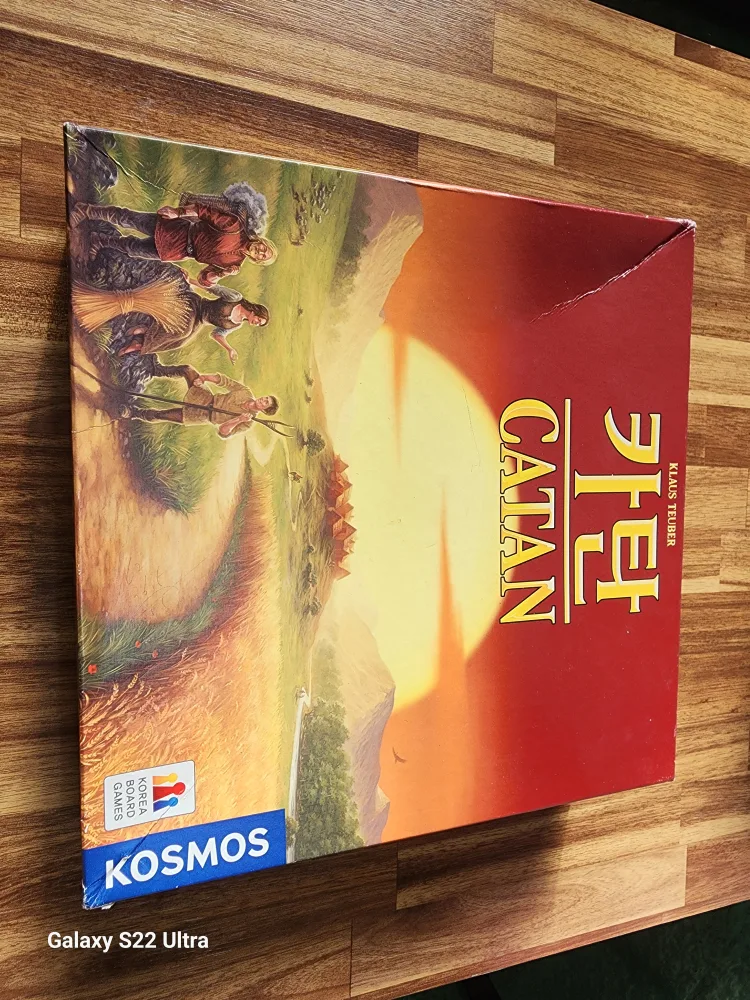 KLAUS TEUBER
카탄
CATAN
KOREA
BOARD
GAMES
KOSMOS
Galaxy S22 Ultra